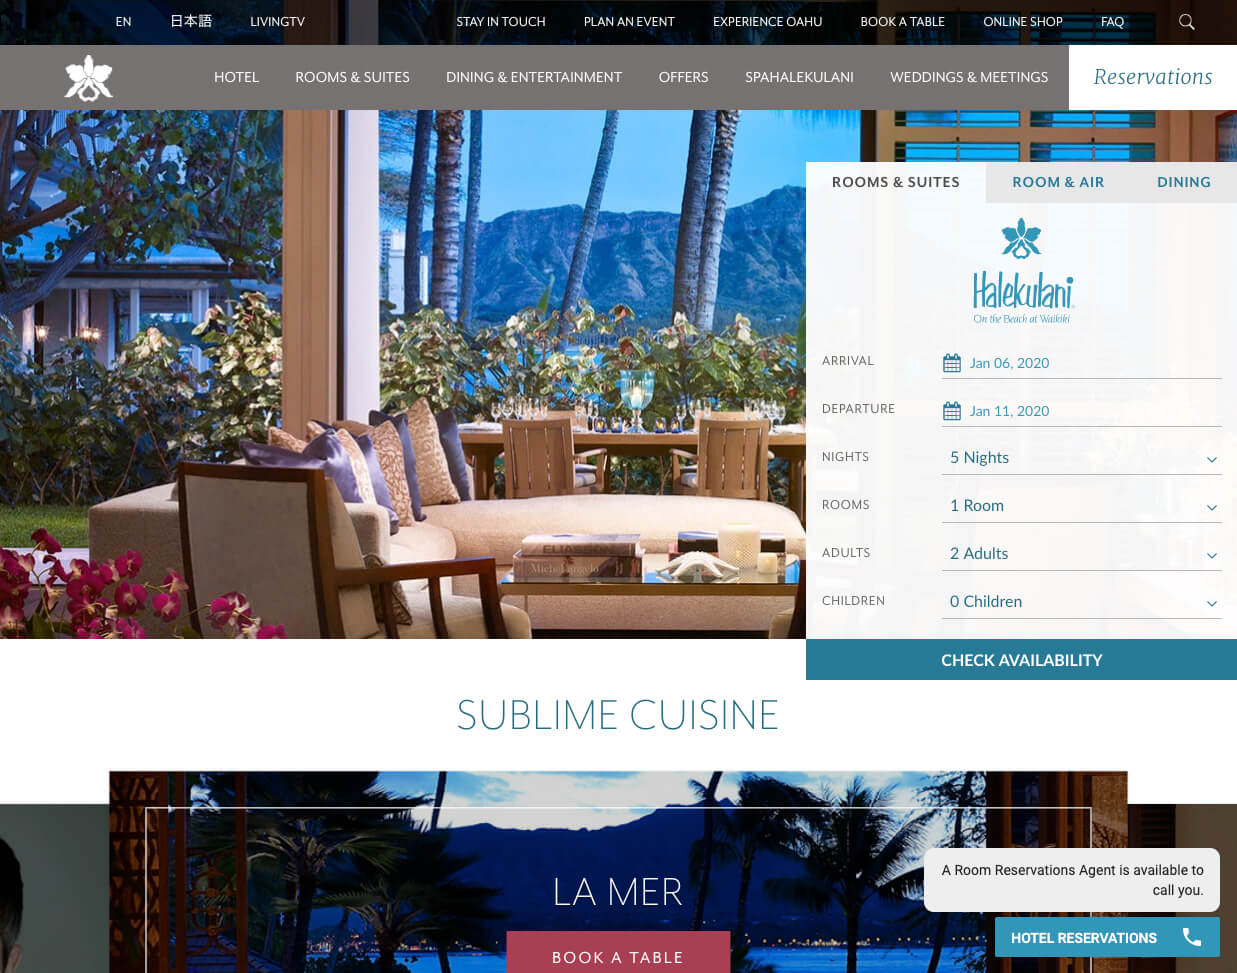 EN
日本語
LIVINGTV
STAY IN TOUCH
PLAN AN EVENT
EXPERIENCE OAHU
BOOK A TABLE
ONLINE SHOP
FAQ
HOTEL
ROOMS & SUITES
DINING & ENTERTAINMENT
OFFERS
SPAHALEKULANI
WEDDINGS & MEETINGS
Reservations
ROOMS & SUITES
ROOM & AIR
DINING
Halekulani
On the Beach at Waikiki
ARRIVAL
Jan 06, 2020
DEPARTURE
Jan 11, 2020
NIGHTS
5 Nights
ROOMS
1 Room
ADULTS
2 Adults
CHILDREN
0 Children
CHECK AVAILABILITY
Michelangelo
SUBLIME CUISINE
LA MER
BOOK A TABLE
A Room Reservations Agent is available to
call you.
HOTEL RESERVATIONS